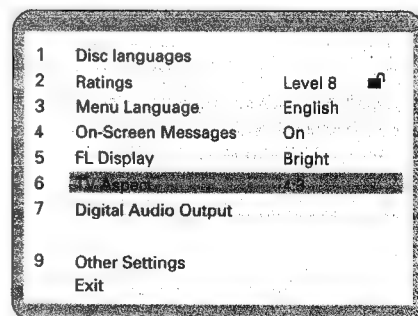 1 Disc languages
2 Ratings Level 8
3 Menu Language English
4 On-Screen Messages On
5 FL Display Bright
6 TV Aspect 4:3
7 Digital Audio Output
9 Other Settings
Exit